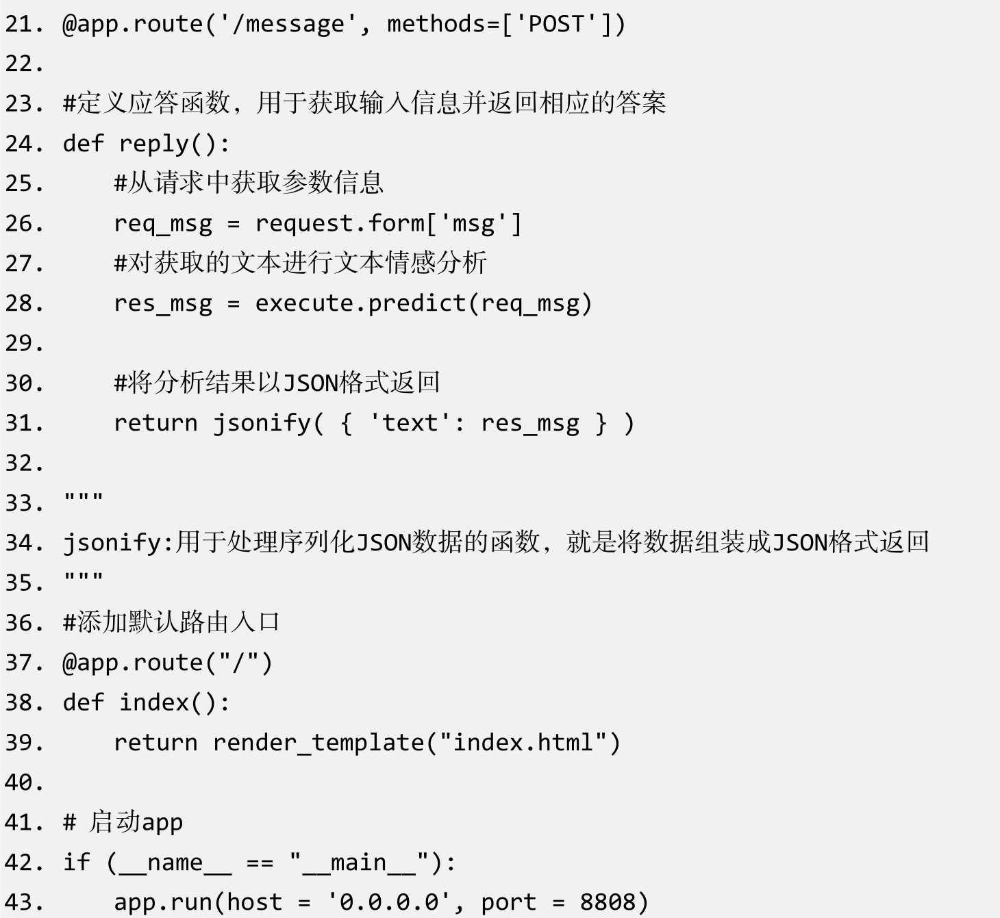 21. @app.route('/message', methods=['POST'])
22.
23. #定义应答函数，用于获取输入信息并返回相应的答案
24. def reply():
25.     #从请求中获取参数信息
26.     req_msg = request.form['msg']
27.     #对获取的文本进行文本情感分析
28.     res_msg = execute.predict(req_msg)
29.
30.     #将分析结果以JSON格式返回
31.     return jsonify( { 'text': res_msg } )
32.
33. """
34. jsonify:用于处理序列化JSON数据的函数，就是将数据组装成JSON格式返回
35. """
36. #添加默认路由入口
37. @app.route("/")
38. def index():
39.     return render_template("index.html")
40.
41. # 启动app
42. if (__name__ == "__main__"):
43.     app.run(host = '0.0.0.0', port = 8808)